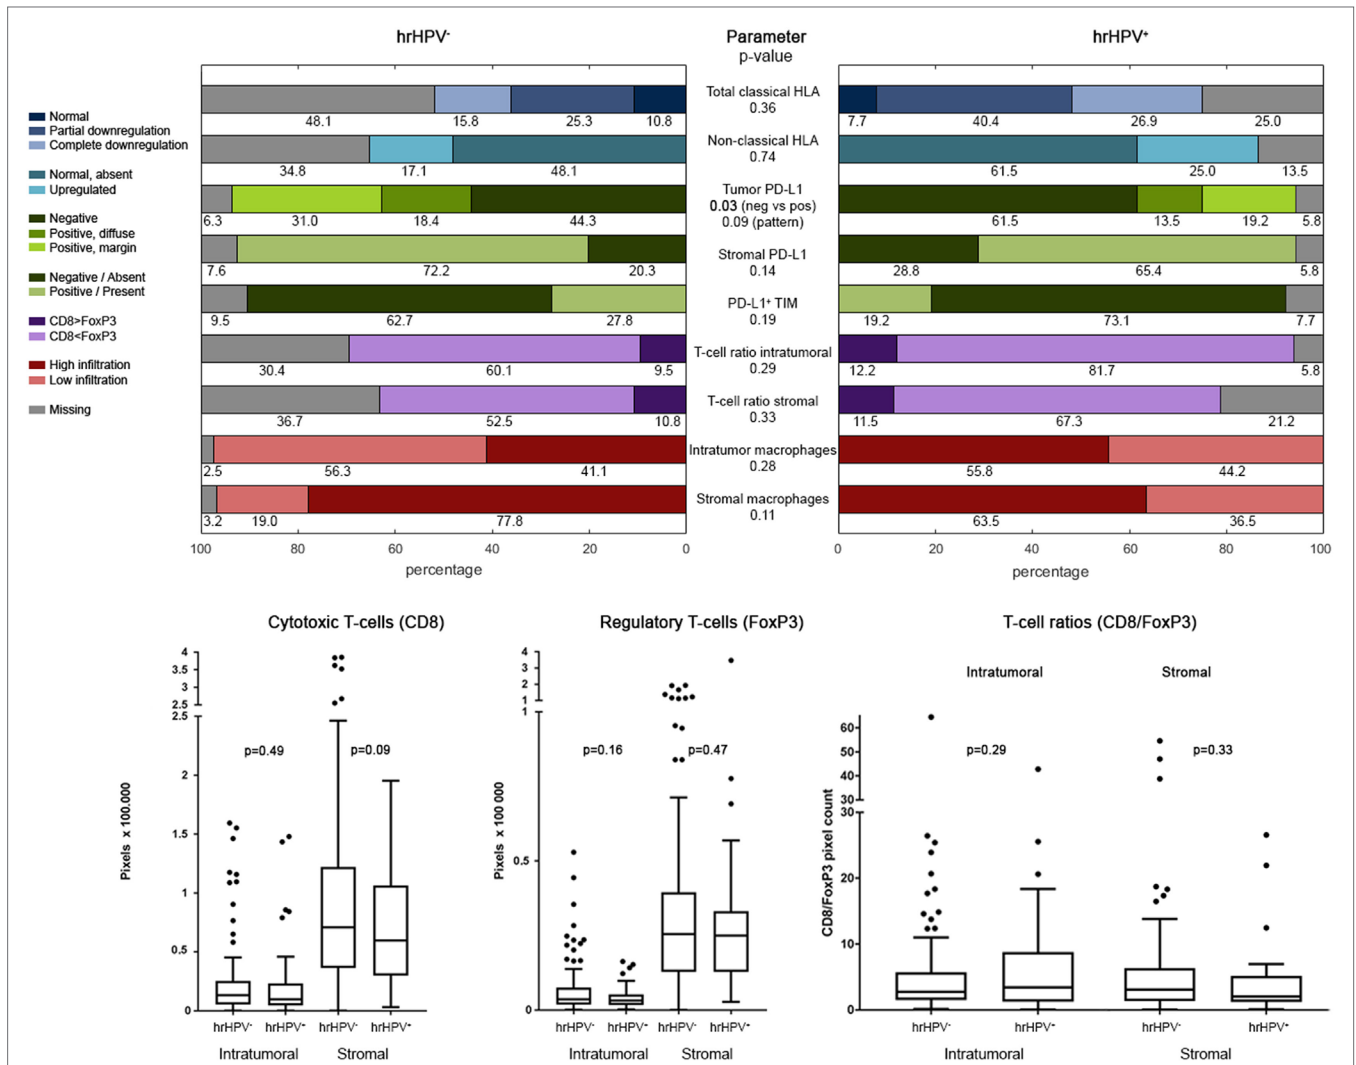 hrHPV-
Parameter
p-value
hrHPV+
Normal
Partial downregulation
Complete downregulation
Normal, absent
Upregulated
Negative
Positive, diffuse
Positive, margin
Negative / Absent
Positive / Present
CD8>FoxP3
CD8<FoxP3
High infiltration
Low infiltration
Missing
48.1 15.8 25.3 10.8
Total classical HLA
0.36
7.7 40.4 26.9 25.0
34.8 17.1 48.1
Non-classical HLA
0.74
61.5 25.0 13.5
6.3 31.0 18.4 44.3
Tumor PD-L1
0.03 (neg vs pos)
0.09 (pattern)
61.5 13.5 19.2 5.8
7.6 72.2 20.3
Stromal PD-L1
0.14
28.8 65.4 5.8
9.5 62.7 27.8
PD-L1+ TIM
0.19
19.2 73.1 7.7
30.4 60.1 9.5
T-cell ratio intratumoral
0.29
12.2 81.7 5.8
36.7 52.5 10.8
T-cell ratio stromal
0.33
11.5 67.3 21.2
2.5 56.3 41.1
Intratumor macrophages
0.28
55.8 44.2
3.2 19.0 77.8
Stromal macrophages
0.11
63.5 36.5
100 80 60 40 20 0
percentage
0 20 40 60 80 100
percentage
Cytotoxic T-cells (CD8)
4
3.5
3
2.5
2.5
2
1.5
1
0.5
0
Pixels x 100.000
p=0.49 p=0.09
hrHPV- hrHPV+ hrHPV- hrHPV+
Intratumoral Stromal
Regulatory T-cells (FoxP3)
4
3
2
1
1
0.5
0
Pixels x 100 000
p=0.16 p=0.47
hrHPV- hrHPV+ hrHPV- hrHPV+
Intratumoral Stromal
T-cell ratios (CD8/FoxP3)
Intratumoral Stromal
60
50
40
30
30
20
10
0
CD8/FoxP3 pixel count
p=0.29 p=0.33
hrHPV- hrHPV+ hrHPV- hrHPV+
Intratumoral Stromal